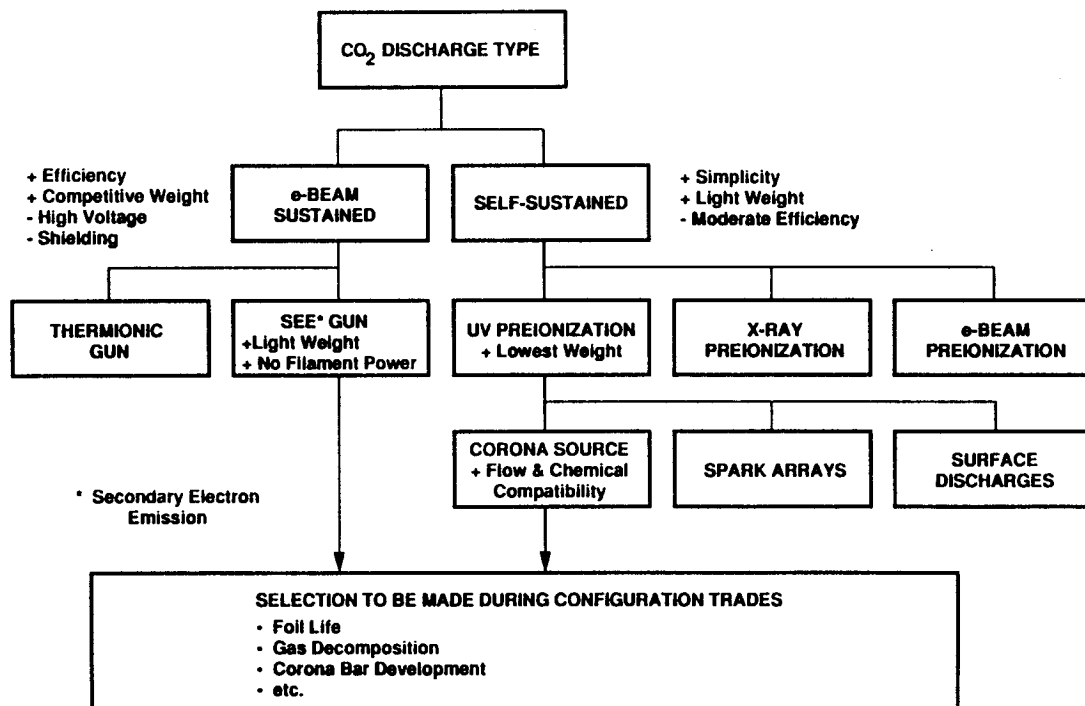 CO₂ DISCHARGE TYPE
+ Efficiency
+ Competitive Weight
- High Voltage
- Shielding
e-BEAM
SUSTAINED
SELF-SUSTAINED
+ Simplicity
+ Light Weight
- Moderate Efficiency
THERMIONIC
GUN
SEE* GUN
+Light Weight
+ No Filament Power
UV PREIONIZATION
+ Lowest Weight
X-RAY
PREIONIZATION
e-BEAM
PREIONIZATION
CORONA SOURCE
+ Flow & Chemical
Compatibility
SPARK ARRAYS
SURFACE
DISCHARGES
* Secondary Electron
Emission
SELECTION TO BE MADE DURING CONFIGURATION TRADES
· Foil Life
· Gas Decomposition
· Corona Bar Development
· etc.